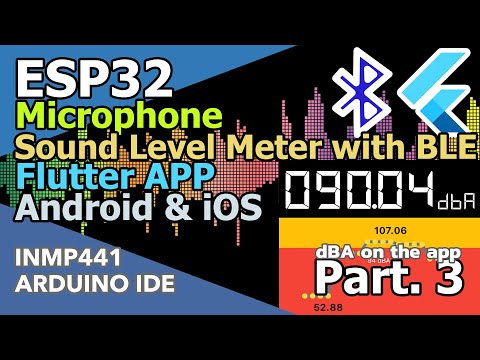 ESP32
Microphone
Sound Level Meter with BLE
Flutter APP
Android & iOS
090.04 dbA
INMP441
ARDUINO IDE
107.06
dBA on the app
Part. 3
52.88